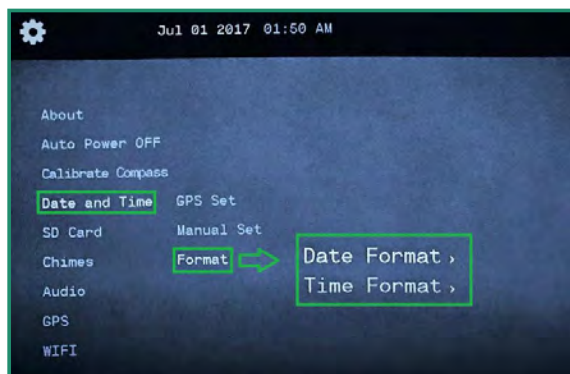 Jul 01 2017 01:50 AM
About
Auto Power OFF
Calibrate Compass
Date and Time
GPS Set
SD Card
Manual Set
Chimes
Format
Date Format ›
Time Format ›
Audio
GPS
WIFI